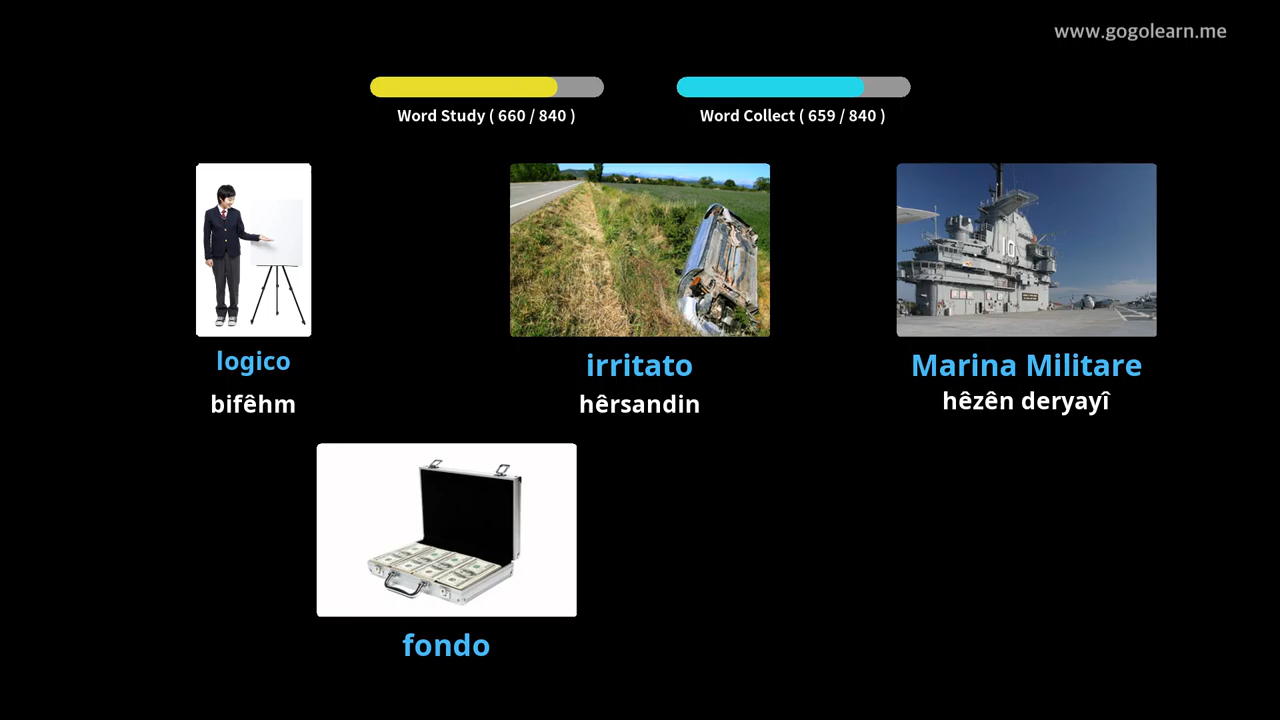 www.gogolearn.me
Word Study ( 660 / 840 )
Word Collect ( 659 / 840 )
logico
bifêhm
irritato
hêrsandin
Marina Militare
hêzên deryayî
fondo
10